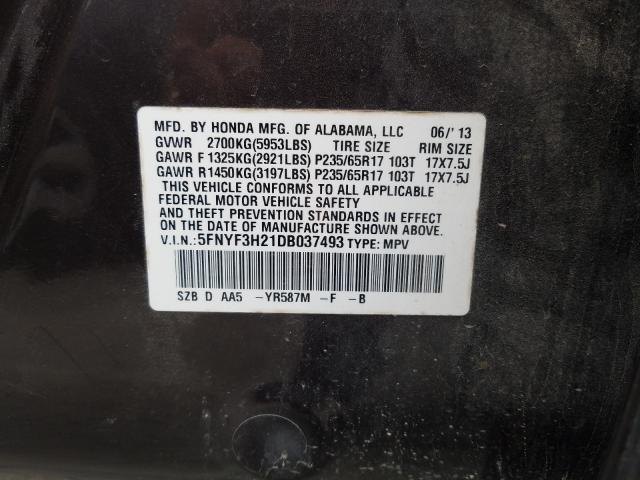 MFD. BY HONDA MFG. OF ALABAMA, LLC 06/'13
GVWR 2700KG(5953LBS) TIRE SIZE RIM SIZE
GAWR F 1325KG(2921LBS) P235/65R17 103T 17X7.5J
GAWR R1450KG(3197LBS) P235/65R17 103T 17X7.5J
THIS VEHICLE CONFORMS TO ALL APPLICABLE
FEDERAL MOTOR VEHICLE SAFETY
AND THEFT PREVENTION STANDARDS IN EFFECT
ON THE DATE OF MANUFACTURE SHOWN ABOVE.
V.I.N.: 5FNYF3H21DB037493 TYPE: MPV
SZB D AA5 -YR587M -F -B